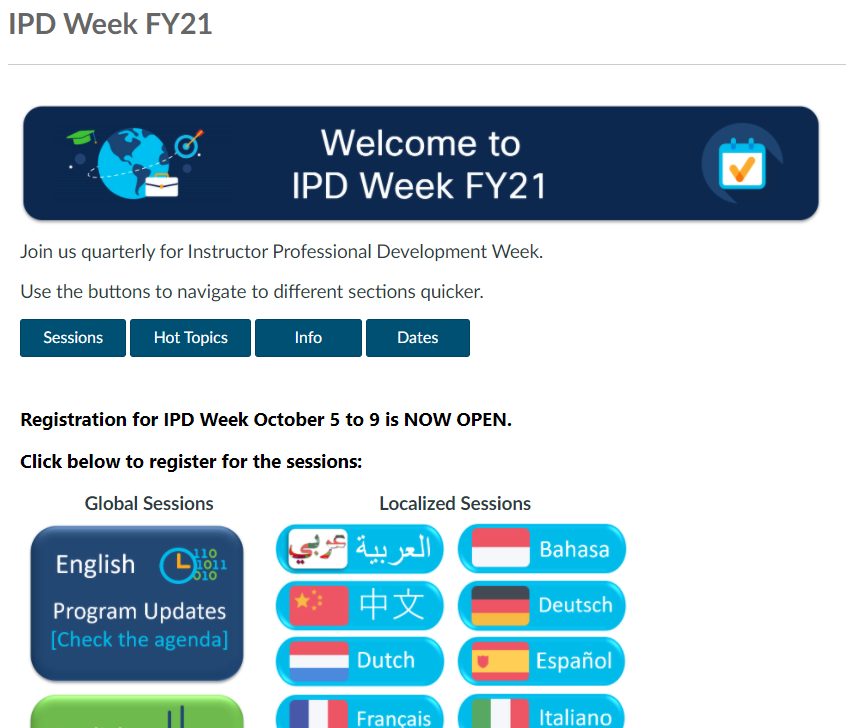 IPD Week FY21
Welcome to
IPD Week FY21
Join us quarterly for Instructor Professional Development Week.
Use the buttons to navigate to different sections quicker.
Sessions Hot Topics Info Dates
Registration for IPD Week October 5 to 9 is NOW OPEN.
Click below to register for the sessions:
Global Sessions Localized Sessions
English
110
1011
010
Program Updates
[Check the agenda]
عربي العربية
Bahasa
中文
Deutsch
Dutch
Español
Français
Italiano